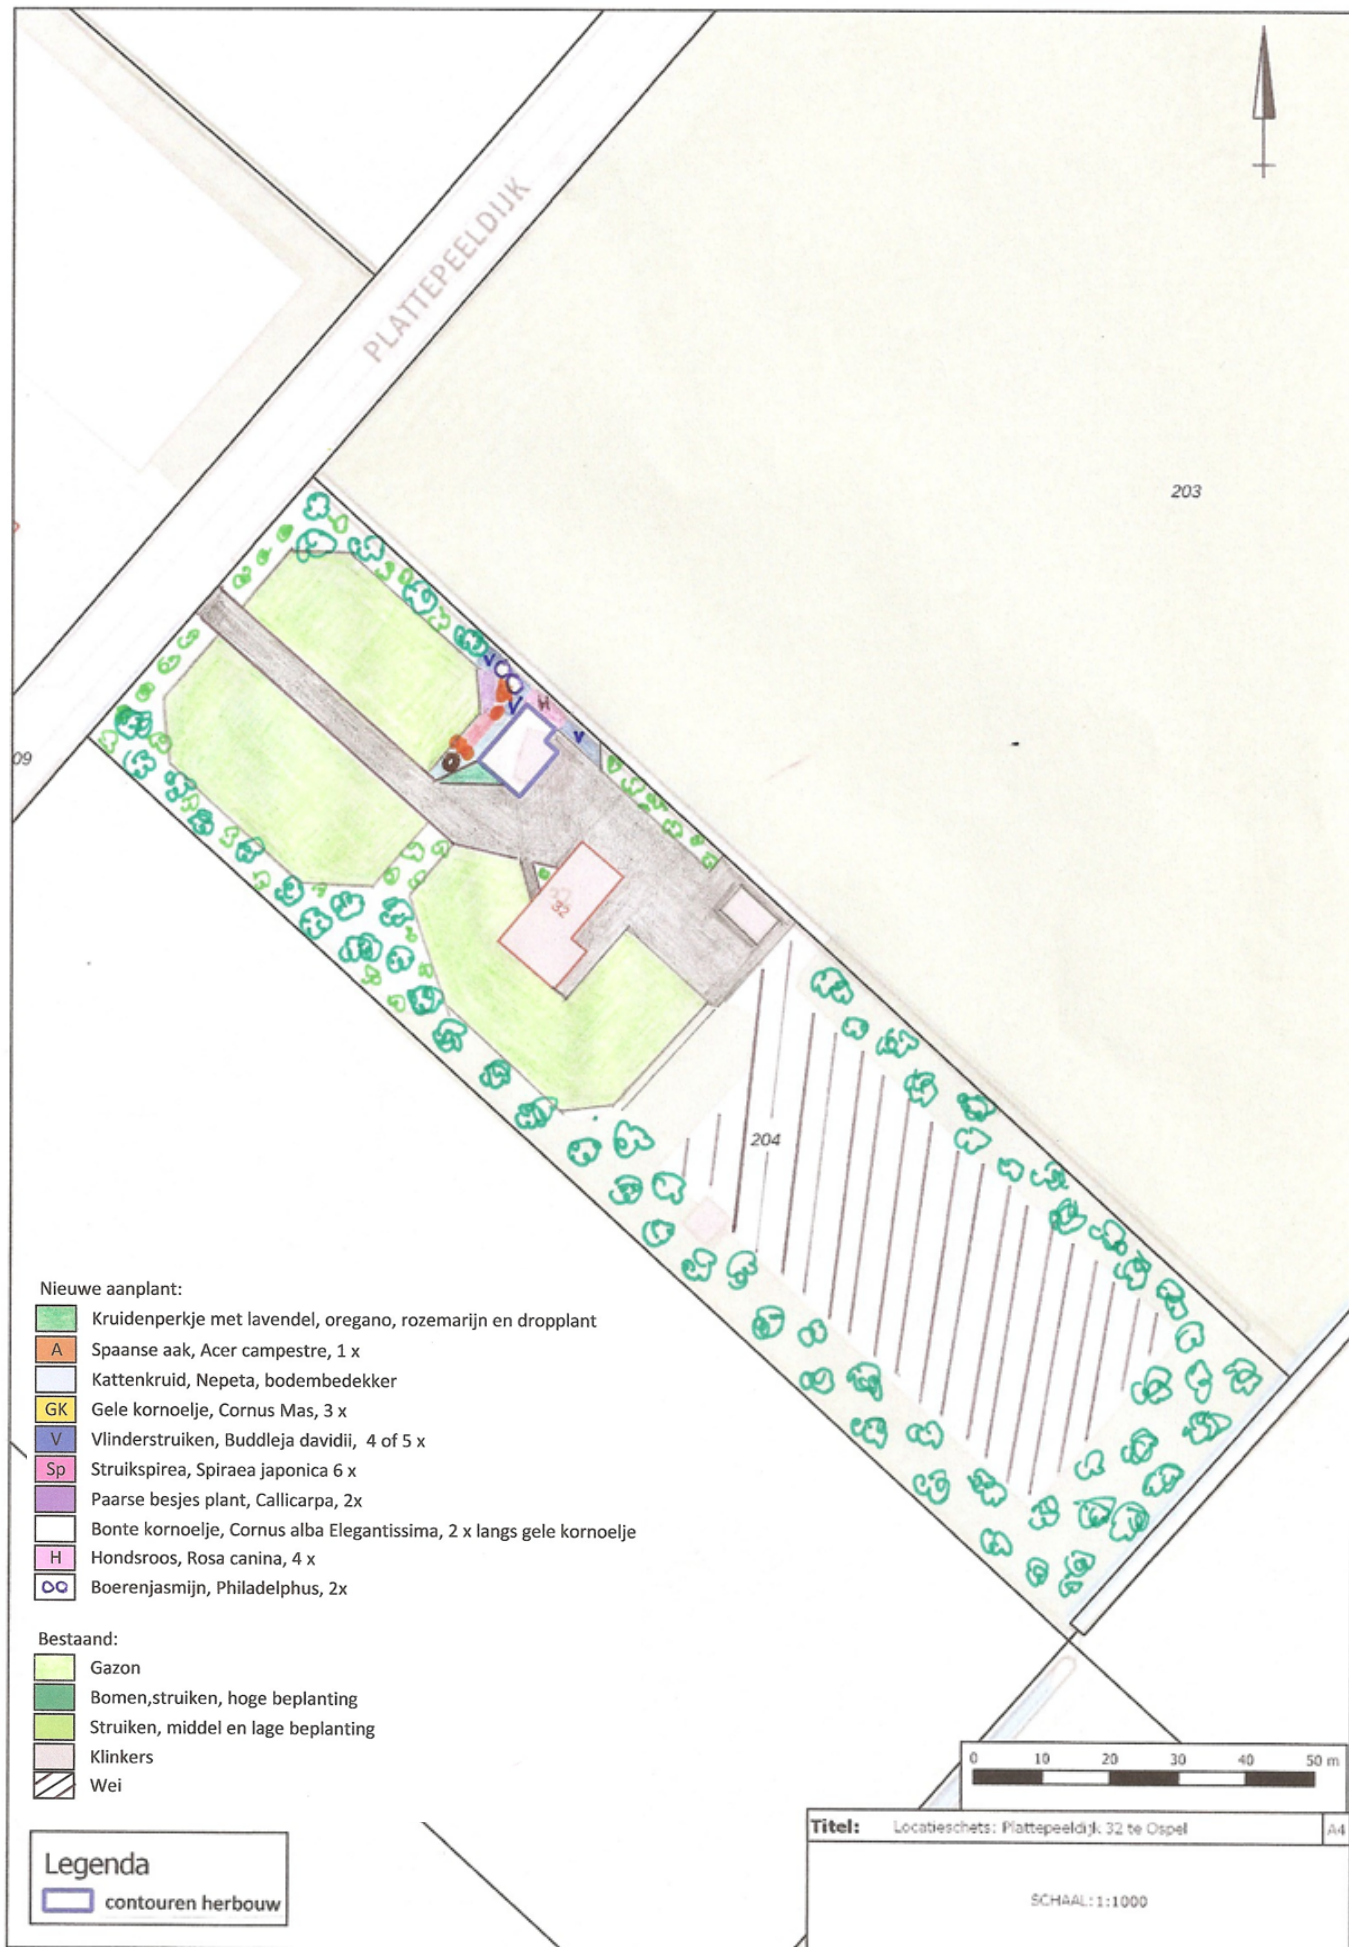 PLATTEPEELDIJK
203
09
32
204
V
V
H
V
Nieuwe aanplant:
Kruidenperkje met lavendel, oregano, rozemarijn en dropplant
A Spaanse aak, Acer campestre, 1 x
Kattenkruid, Nepeta, bodembedekker
GK Gele kornoelje, Cornus Mas, 3 x
V Vlinderstruiken, Buddleja davidii, 4 of 5 x
Sp Struikspirea, Spiraea japonica 6 x
Paarse besjes plant, Callicarpa, 2x
Bonte kornoelje, Cornus alba Elegantissima, 2 x langs gele kornoelje
H Hondsroos, Rosa canina, 4 x
Boerenjasmijn, Philadelphus, 2x
Bestaand:
Gazon
Bomen,struiken, hoge beplanting
Struiken, middel en lage beplanting
Klinkers
Wei
Legenda
contouren herbouw
0 10 20 30 40 50 m
Titel: Locatieschets: Plattepeeldijk 32 te Ospel A4
SCHAAL: 1:1000